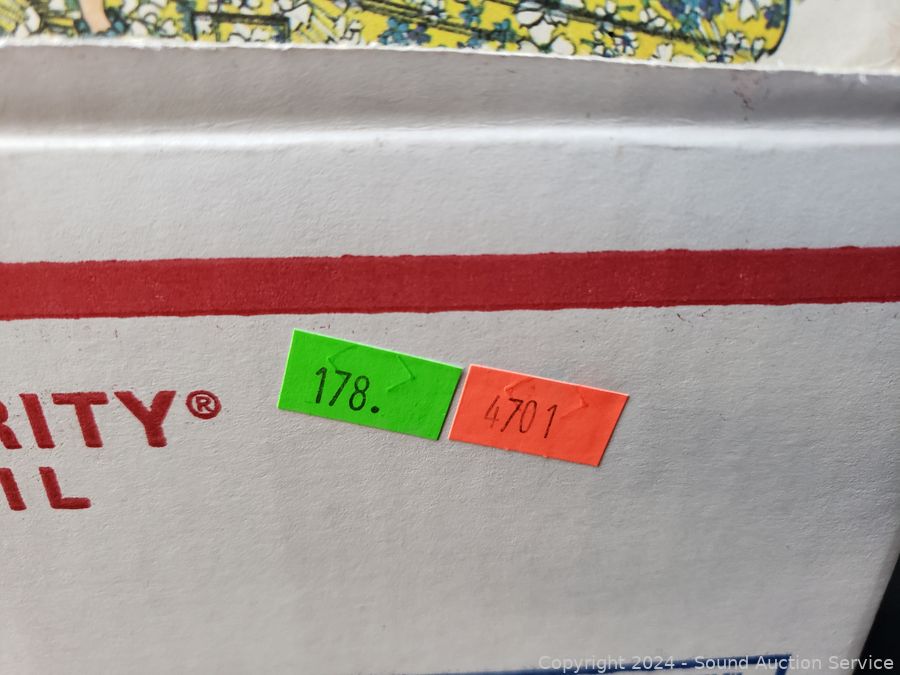 RITY®
IL
178.
4701
Copyright 2024 - Sound Auction Service